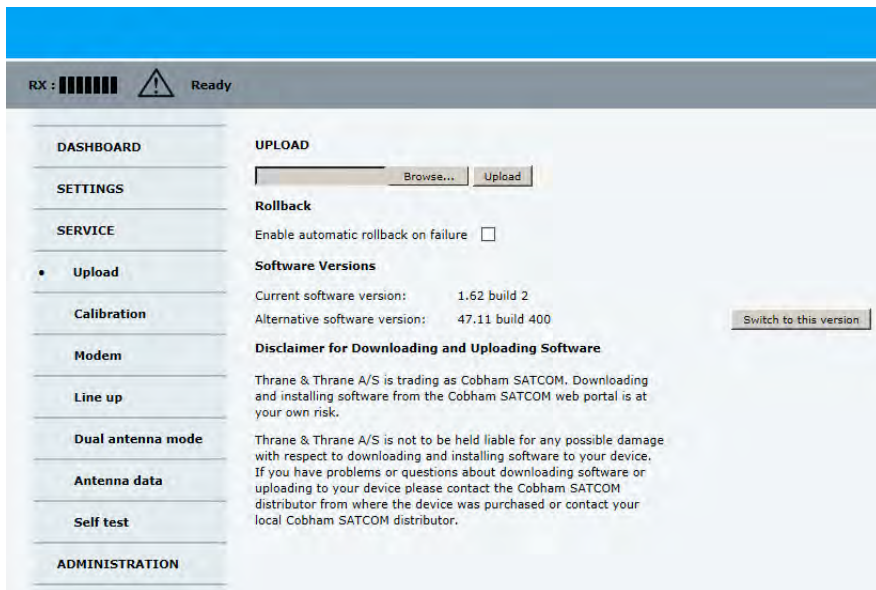 RX :
Ready
DASHBOARD
SETTINGS
SERVICE
Upload
Calibration
Modem
Line up
Dual antenna mode
Antenna data
Self test
ADMINISTRATION
UPLOAD
Browse... Upload
Rollback
Enable automatic rollback on failure
Software Versions
Current software version: 1.62 build 2
Alternative software version: 47.11 build 400 Switch to this version
Disclaimer for Downloading and Uploading Software
Thrane & Thrane A/S is trading as Cobham SATCOM. Downloading
and installing software from the Cobham SATCOM web portal is at
your own risk.
Thrane & Thrane A/S is not to be held liable for any possible damage
with respect to downloading and installing software to your device.
If you have problems or questions about downloading software or
uploading to your device please contact the Cobham SATCOM
distributor from where the device was purchased or contact your
local Cobham SATCOM distributor.